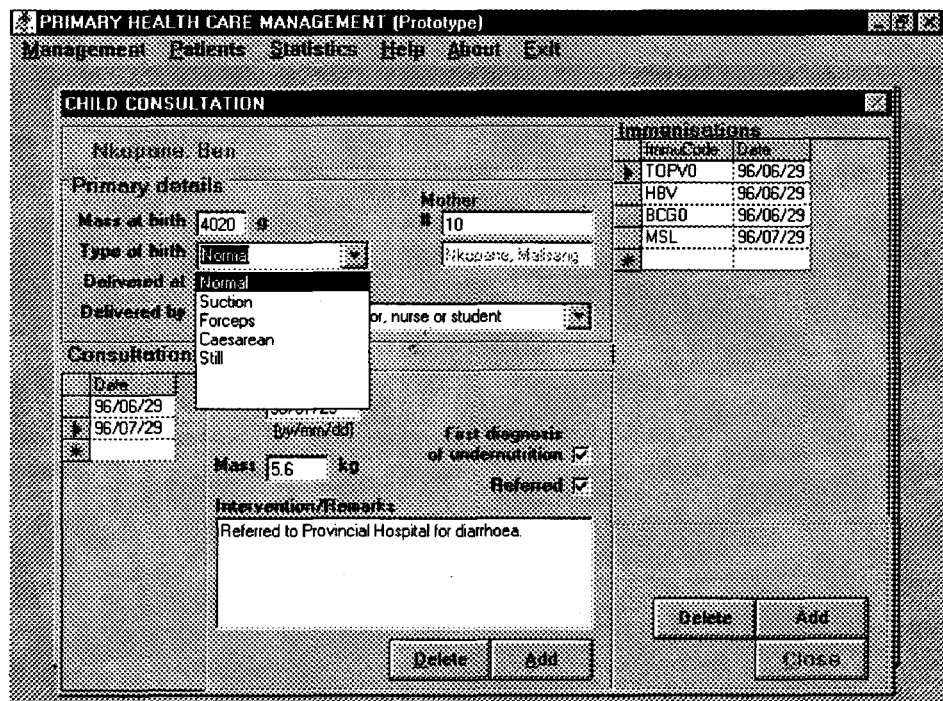 PRIMARY HEALTH CARE MANAGEMENT (Prototype)
Management Patients Statistics Help About Exit
CHILD CONSULTATION
Nkopane, Ben
Primary details
Mass at birth 4020 g
Type of birth Normal
Normal
Suction
Forceps
Caesarean
Still
Delivered at
Delivered by or, nurse or student
Mother
# 10
Nkopane, Malisang
Immunisations
ImmuCode Date
TOPV0 96/06/29
HBV 96/06/29
BCG0 96/06/29
MSL 96/07/29
Consultation
Date
96/06/29
96/07/29
[yy/mm/dd]
Mass 5.6 kg
Fast diagnosis
of undernutrition
Referred
Intervention/Remarks
Referred to Provincial Hospital for diarrhoea.
Delete Add
Delete Add
Close